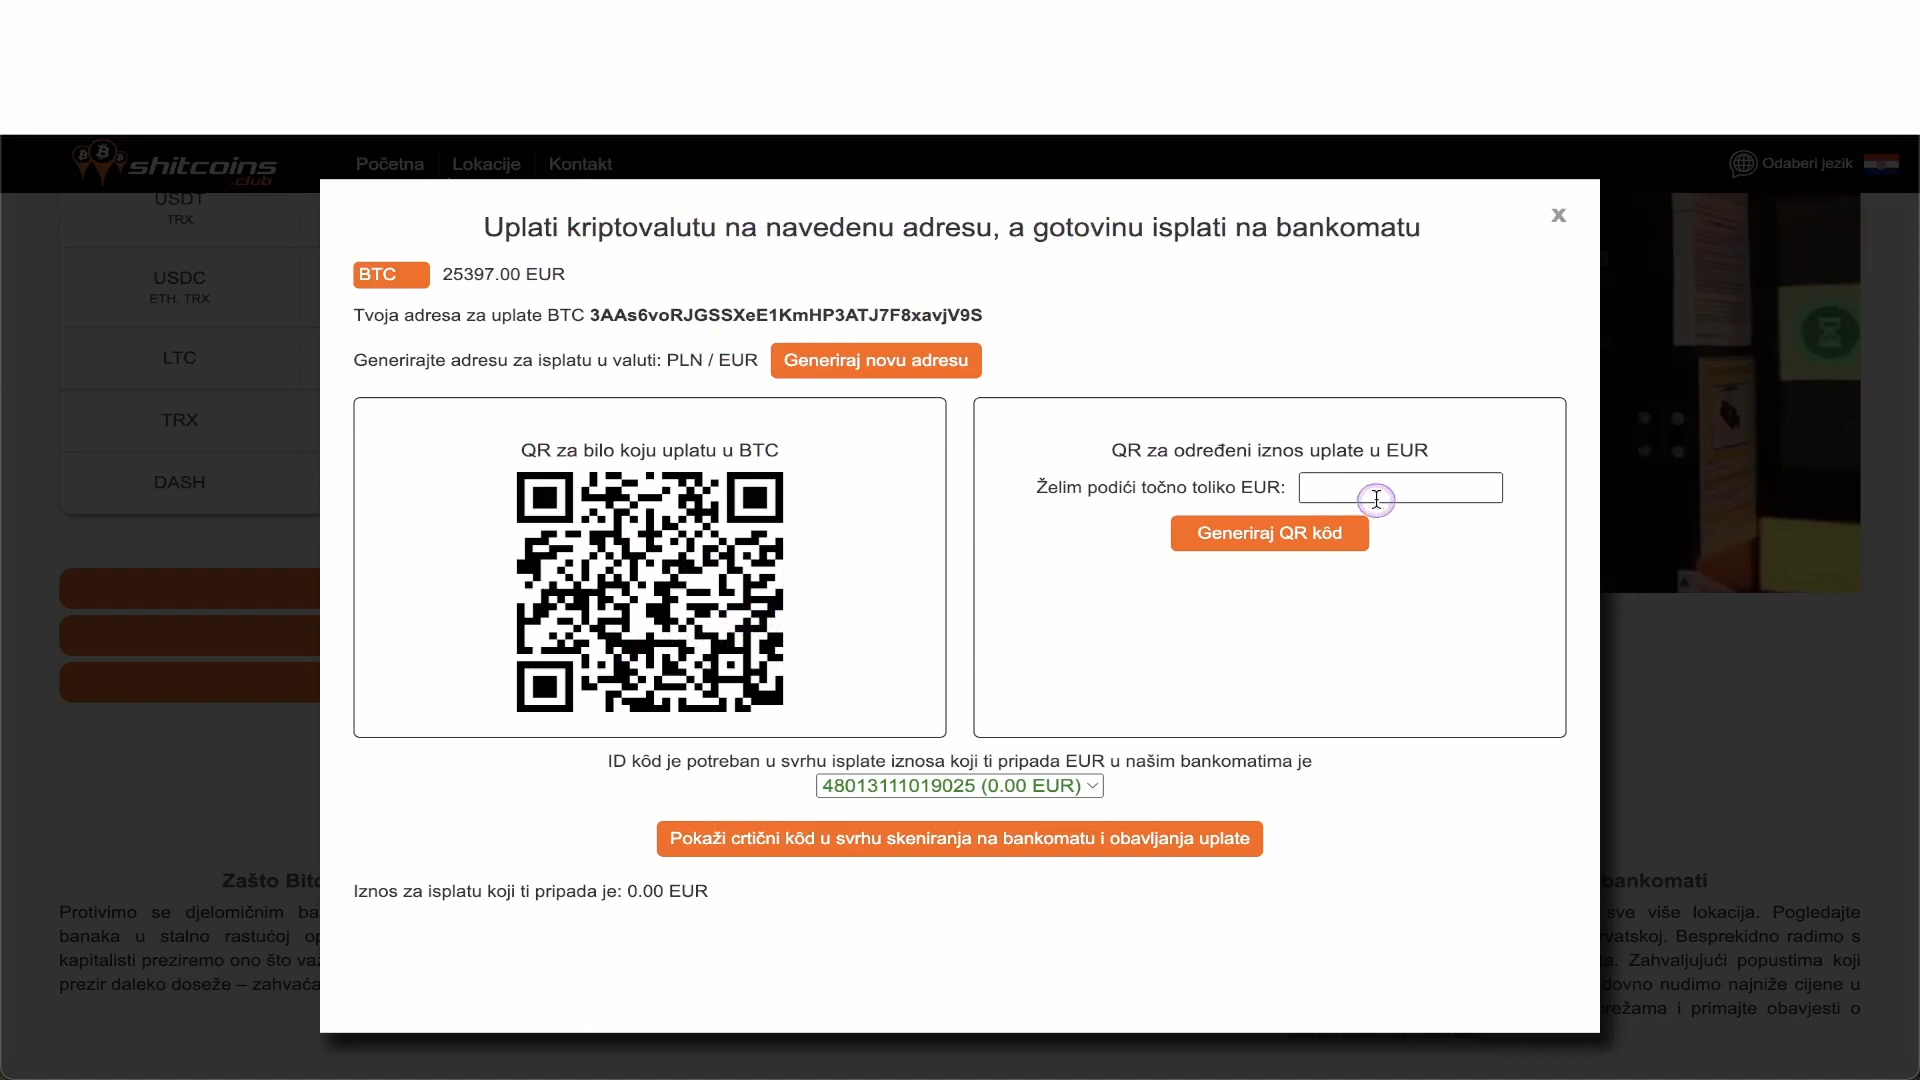 shitcoins
.club
Početna
Lokacije
Kontakt
Odaberi jezik
USDT
TRX
USDC
ETH, TRX
LTC
TRX
DASH
Uplati kriptovalutu na navedenu adresu, a gotovinu isplati na bankomatu
x
BTC 25397.00 EUR
Tvoja adresa za uplate BTC 3AAs6voRJGSSXeE1KmHP3ATJ7F8xavjV9S
Generirajte adresu za isplatu u valuti: PLN / EUR Generiraj novu adresu
QR za bilo koju uplatu u BTC
QR za određeni iznos uplate u EUR
Želim podići točno toliko EUR:
Generiraj QR kôd
ID kôd je potreban u svrhu isplate iznosa koji ti pripada EUR u našim bankomatima je
48013111019025 (0.00 EUR)
Pokaži crtični kôd u svrhu skeniranja na bankomatu i obavljanja uplate
Iznos za isplatu koji ti pripada je: 0.00 EUR
Zašto Bitc
Protivimo se djelomičnim ba
banaka u stalno rastućoj op
kapitalisti preziremo ono što vaz
prezir daleko doseže – zahvaća
bankomati
sve više lokacija. Pogledajte
rvatskoj. Besprekidno radimo s
ta. Zahvaljujući popustima koji
dovno nudimo najniže cijene u
režama i primajte obavjesti o